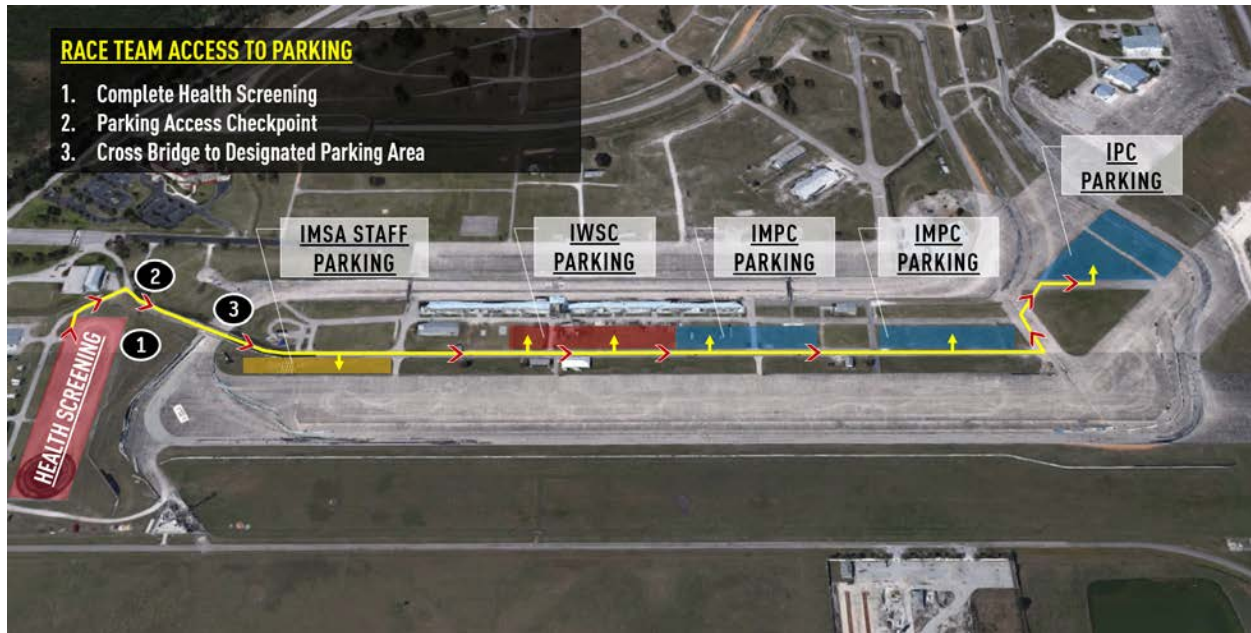 RACE TEAM ACCESS TO PARKING
1. Complete Health Screening
2. Parking Access Checkpoint
3. Cross Bridge to Designated Parking Area
IPC
PARKING
IMSA STAFF
PARKING
IWSC
PARKING
IMPC
PARKING
IMPC
PARKING
2
3
1
HEALTH SCREENING